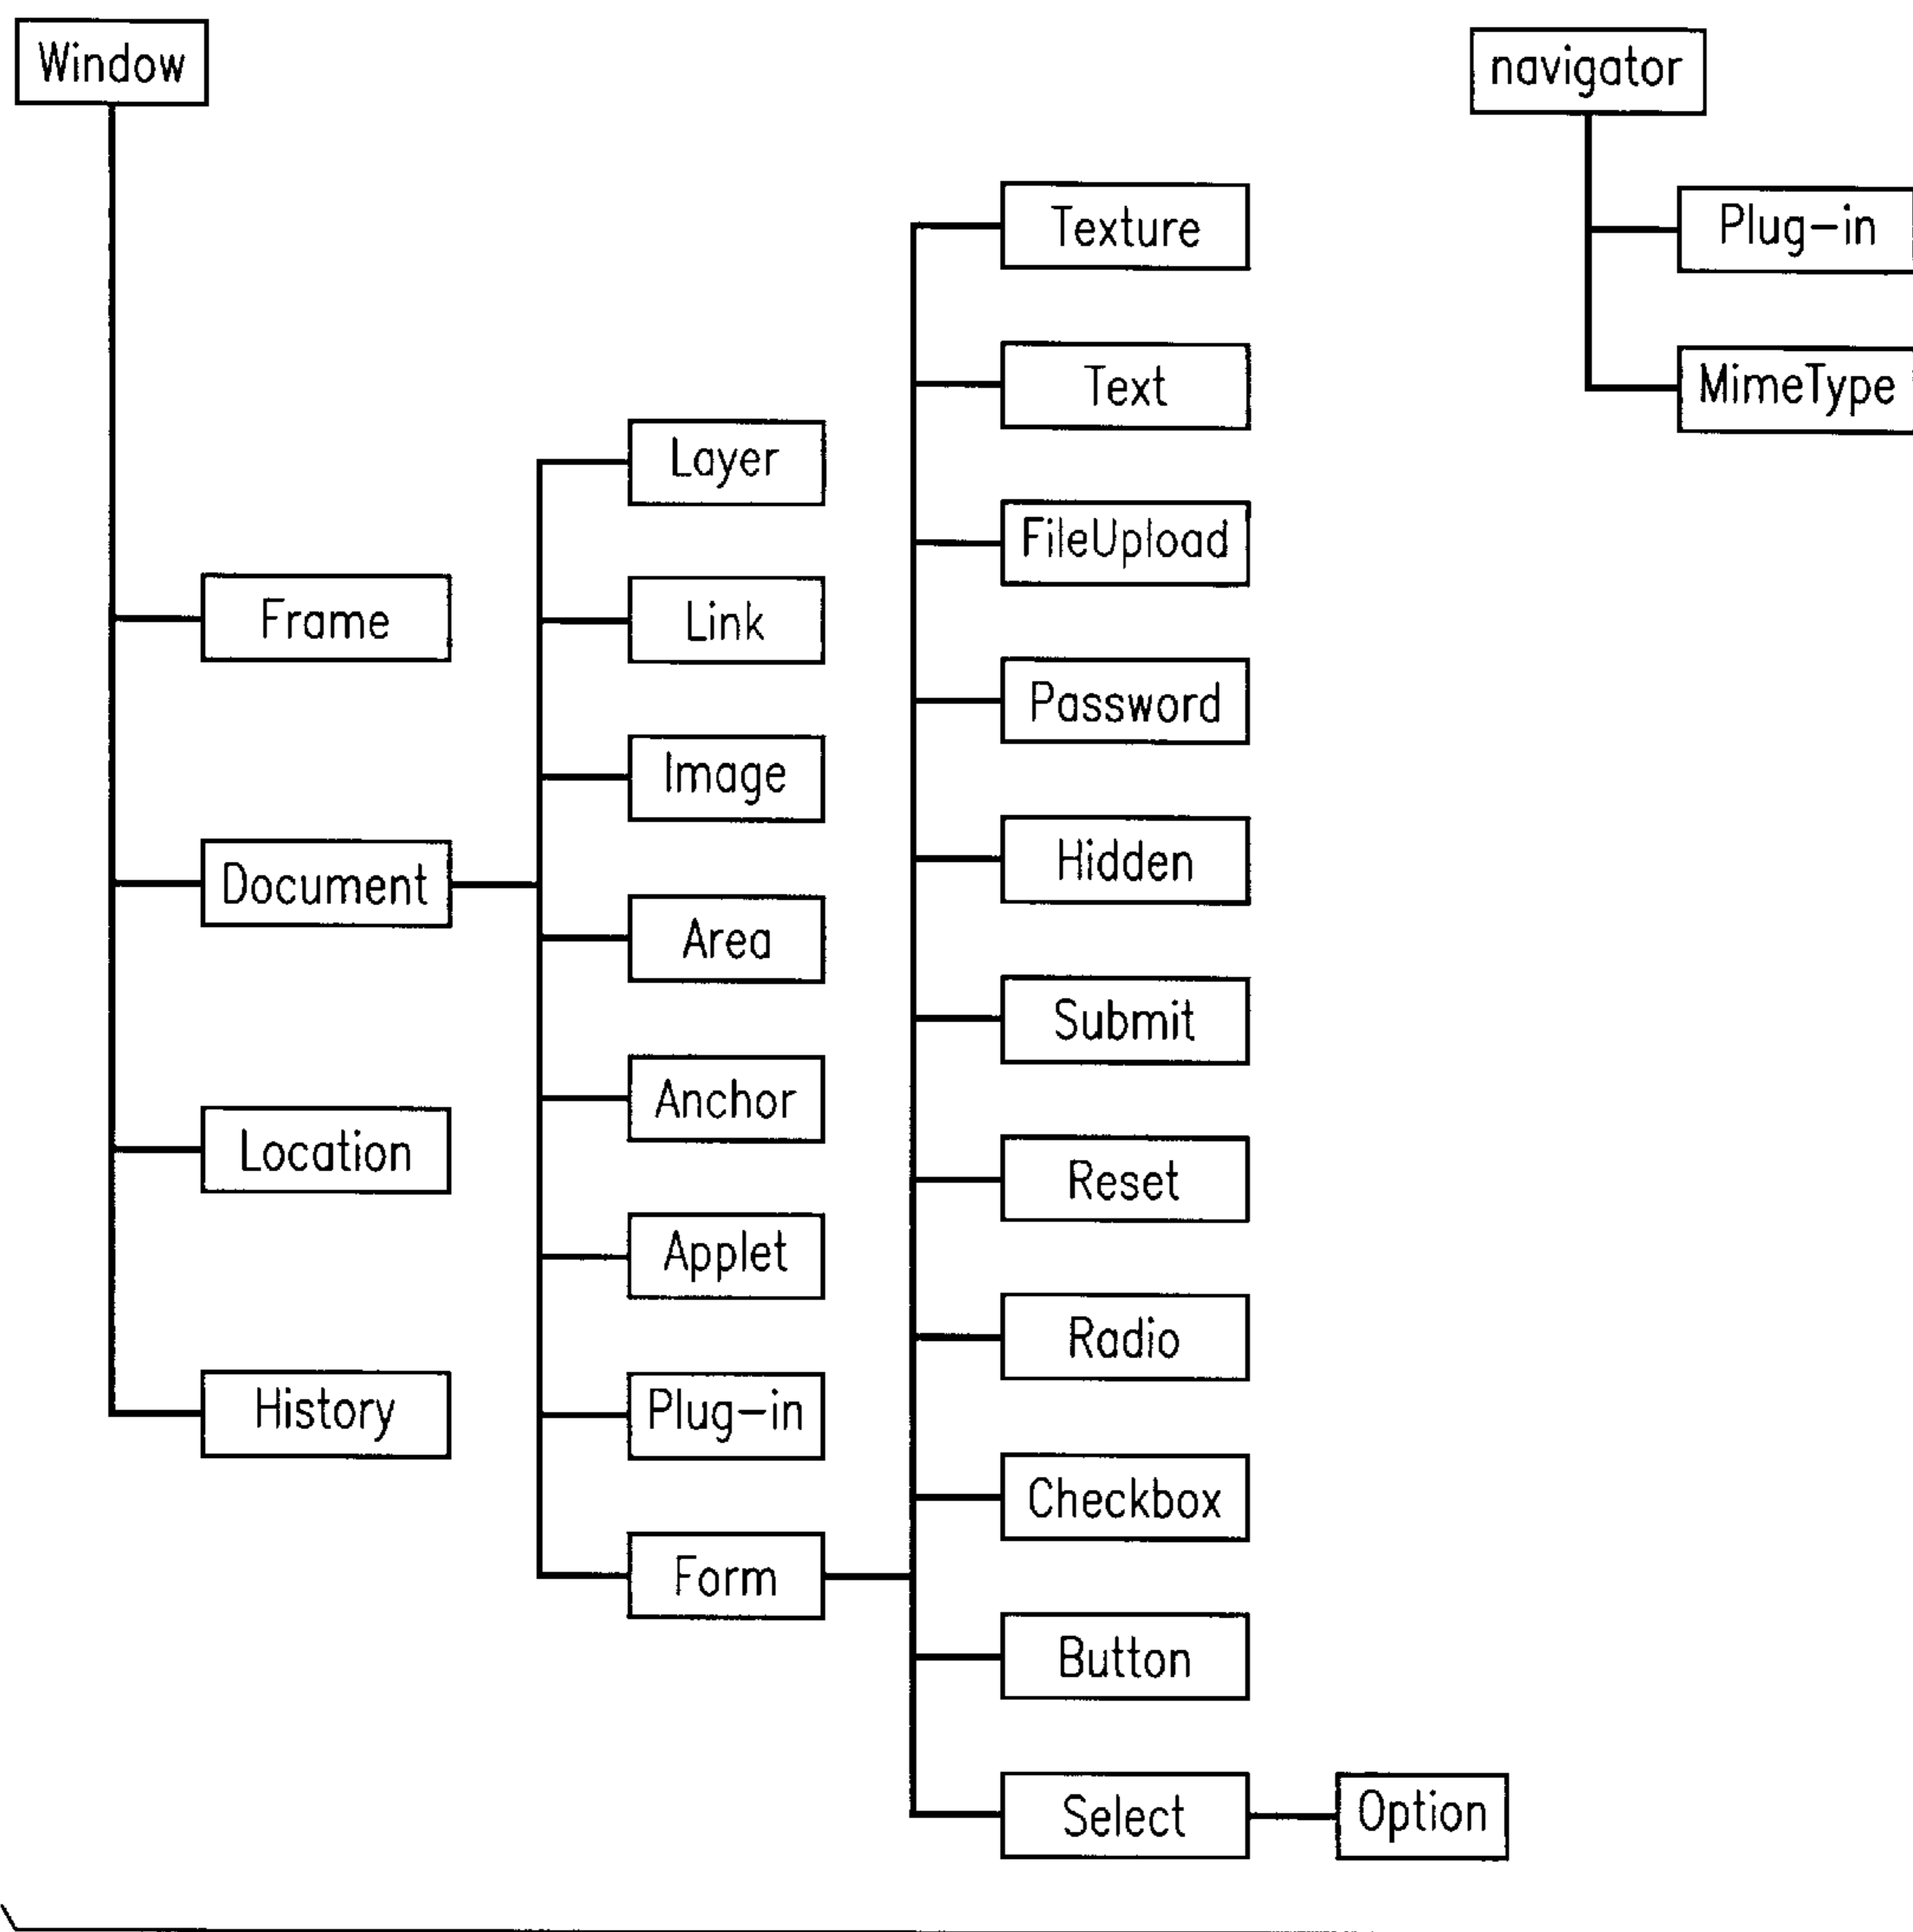 Window
navigator
Texture
Plug-in
Text
MimeType
Layer
FileUpload
Frame
Link
Password
Image
Hidden
Document
Area
Submit
Anchor
Location
Reset
Applet
Radio
History
Plug-in
Checkbox
Form
Button
Select
Option